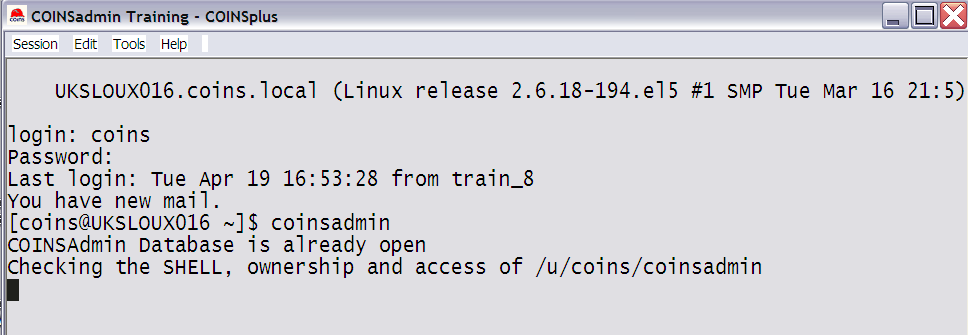 COINSadmin Training - COINSplus
Session Edit Tools Help
UKSLOUX016.coins.local (Linux release 2.6.18-194.el5 #1 SMP Tue Mar 16 21:5)
login: coins
Password:
Last login: Tue Apr 19 16:53:28 from train_8
You have new mail.
[coins@UKSLOUX016 ~]$ coinsadmin
COINSAdmin Database is already open
Checking the SHELL, ownership and access of /u/coins/coinsadmin